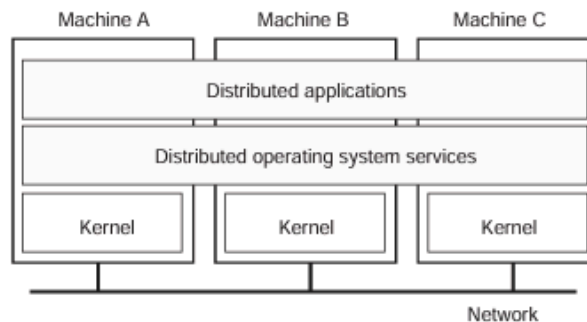 Machine A
Machine B
Machine C
Distributed applications
Distributed operating system services
Kernel
Kernel
Kernel
Network